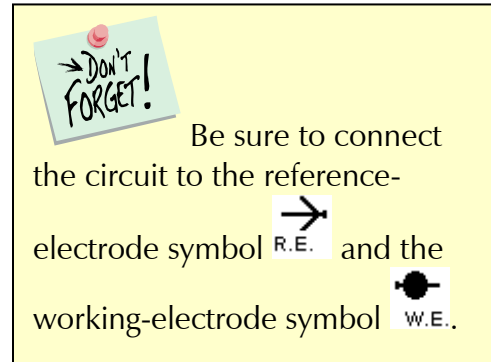 DON'T
FORGET!
Be sure to connect
the circuit to the reference-
R.E.
electrode symbol and the
W.E.
working-electrode symbol .